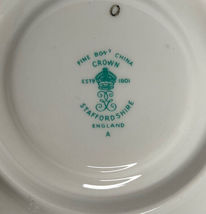 O
FINE BONE CHINA
CROWN
ESTD 1801
STAFFORDSHIRE
ENGLAND
A